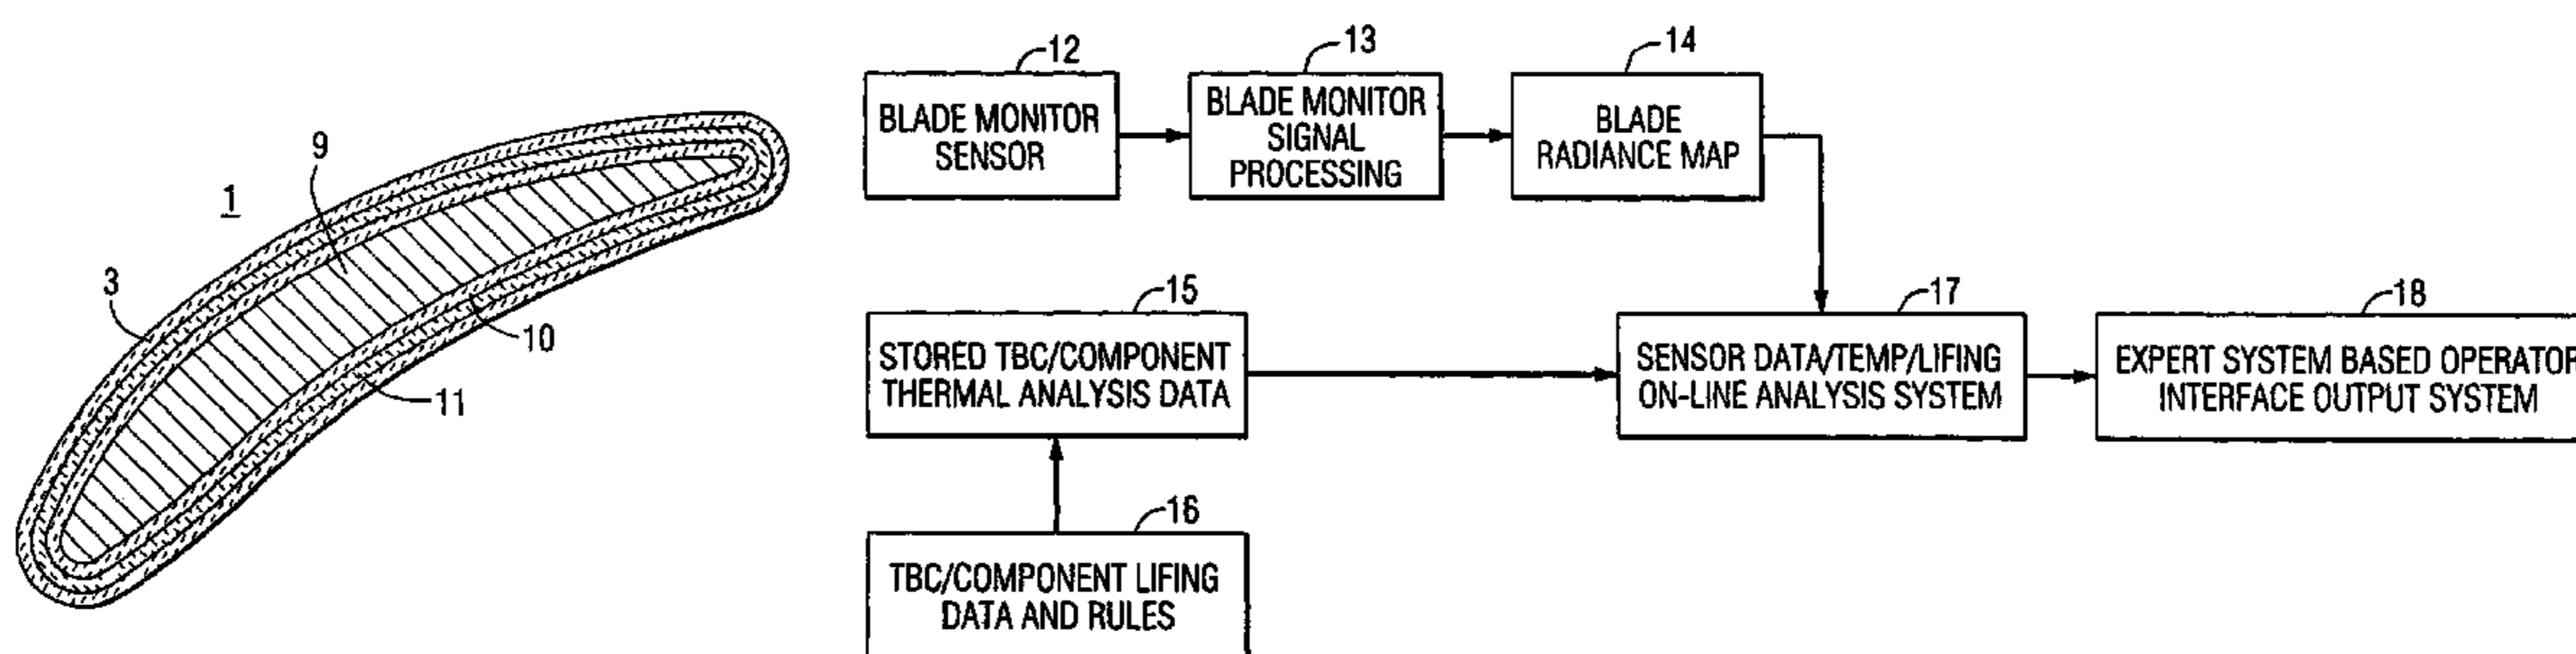 12
13
14
BLADE MONITOR
SENSOR
BLADE MONITOR
SIGNAL
PROCESSING
BLADE
RADIANCE MAP
9
1
3
10
11
15
17
18
STORED TBC/COMPONENT
THERMAL ANALYSIS DATA
SENSOR DATA/TEMP/LIFING
ON-LINE ANALYSIS SYSTEM
EXPERT SYSTEM BASED OPERATOR
INTERFACE OUTPUT SYSTEM
16
TBC/COMPONENT LIFING
DATA AND RULES